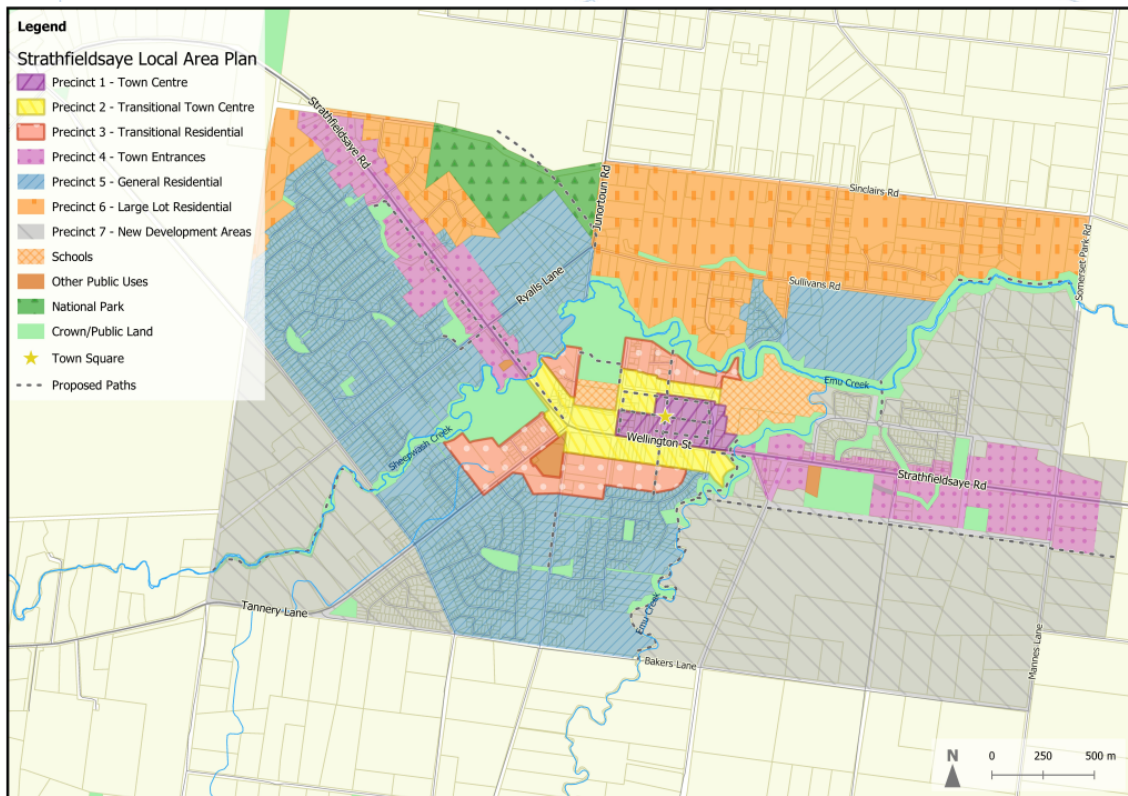 Legend
Strathfieldsaye Local Area Plan
Precinct 1 - Town Centre
Precinct 2 - Transitional Town Centre
Precinct 3 - Transitional Residential
Precinct 4 - Town Entrances
Precinct 5 - General Residential
Precinct 6 - Large Lot Residential
Precinct 7 - New Development Areas
Schools
Other Public Uses
National Park
Crown/Public Land
Town Square
Proposed Paths
Strathfieldsaye Rd
Junortoun Rd
Sinclairs Rd
Somerset Park Rd
Ryalls Lane
Sullivans Rd
Emu Creek
Wellington St
Sheepwash Creek
Strathfieldsaye Rd
Tannery Lane
Emu Creek
Bakers Lane
Mannes Lane
N
0 250 500 m